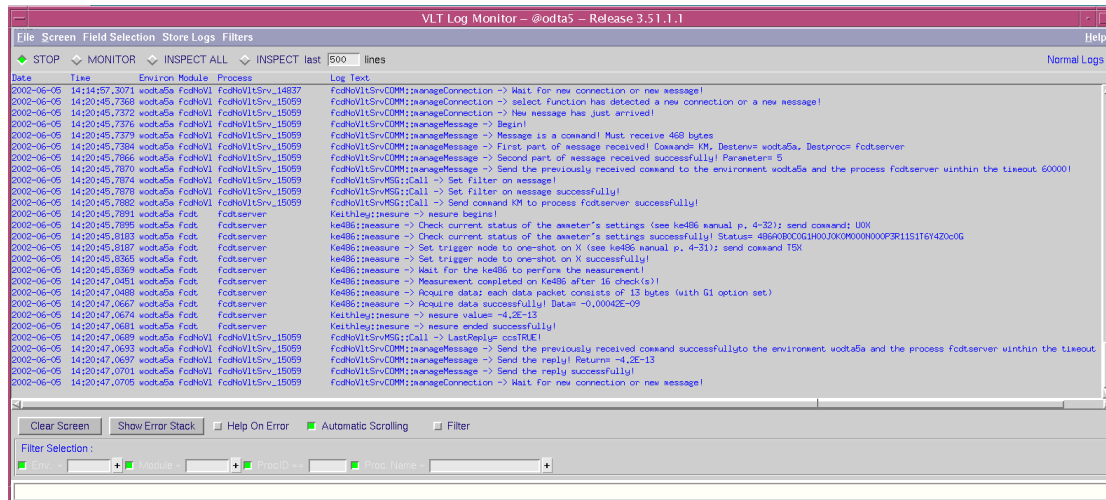 VLT Log Monitor – @odta5 – Release 3.51.1.1
File Screen Field Selection Store Logs Filters Help
STOP MONITOR INSPECT ALL INSPECT last 500 lines Normal Logs
Date Time Environ Module Process Log Text
2002-06-05 14:14:57.3071 wodta5a fcdNoVl fcdNoVltSrv_14837 fcdNoVltSrvCOMM::manageConnection -> Wait for new connection or new message!
2002-06-05 14:20:45.7368 wodta5a fcdNoVl fcdNoVltSrv_15059 fcdNoVltSrvCOMM::manageConnection -> select function has detected a new connection or a new message!
2002-06-05 14:20:45.7372 wodta5a fcdNoVl fcdNoVltSrv_15059 fcdNoVltSrvCOMM::manageConnection -> New message has just arrived!
2002-06-05 14:20:45.7376 wodta5a fcdNoVl fcdNoVltSrv_15059 fcdNoVltSrvCOMM::manageMessage -> Begin!
2002-06-05 14:20:45.7379 wodta5a fcdNoVl fcdNoVltSrv_15059 fcdNoVltSrvCOMM::manageMessage -> Message is a command! Must receive 468 bytes
2002-06-05 14:20:45.7384 wodta5a fcdNoVl fcdNoVltSrv_15059 fcdNoVltSrvCOMM::manageMessage -> First part of message received! Command= KM, Destenv= wodta5a, Destproc= fcdtserver
2002-06-05 14:20:45.7866 wodta5a fcdNoVl fcdNoVltSrv_15059 fcdNoVltSrvCOMM::manageMessage -> Second part of message received successfully! Parameter= 5
2002-06-05 14:20:45.7870 wodta5a fcdNoVl fcdNoVltSrv_15059 fcdNoVltSrvCOMM::manageMessage -> Send the previously received command to the environment wodta5a and the process fcdtserver winthin the timeout 60000!
2002-06-05 14:20:45.7874 wodta5a fcdNoVl fcdNoVltSrv_15059 fcdNoVltSrvMSG::Call -> Set filter on message!
2002-06-05 14:20:45.7878 wodta5a fcdNoVl fcdNoVltSrv_15059 fcdNoVltSrvMSG::Call -> Set filter on message successfully!
2002-06-05 14:20:45.7882 wodta5a fcdNoVl fcdNoVltSrv_15059 fcdNoVltSrvMSG::Call -> Send command KM to process fcdtserver successfully!
2002-06-05 14:20:45.7891 wodta5a fcdt fcdtserver Keithley::mesure -> mesure begins!
2002-06-05 14:20:45.7895 wodta5a fcdt fcdtserver ke486::measure -> Check current status of the ammeter's settings (see ke486 manual p. 4-32); send command: U0X
2002-06-05 14:20:45.8183 wodta5a fcdt fcdtserver ke486::measure -> Check current status of the ammeter's settings successfully! Status= 486A0B0C0G1H00J0K0M000N000P3R11S1T6Y4Z0c0G
2002-06-05 14:20:45.8187 wodta5a fcdt fcdtserver Ke486::measure -> Set trigger mode to one-shot on X (see ke486 manual p. 4-31); send command T5X
2002-06-05 14:20:45.8365 wodta5a fcdt fcdtserver Ke486::measure -> Set trigger mode to one-shot on X successfully!
2002-06-05 14:20:45.8369 wodta5a fcdt fcdtserver Ke486::measure -> Wait for the ke486 to perform the measurement!
2002-06-05 14:20:47.0451 wodta5a fcdt fcdtserver Ke486::measure -> Measurement completed on Ke486 after 16 check(s)!
2002-06-05 14:20:47.0488 wodta5a fcdt fcdtserver Ke486::measure -> Acquire data; each data packet consists of 13 bytes (with G1 option set)
2002-06-05 14:20:47.0667 wodta5a fcdt fcdtserver Ke486::measure -> Acquire data successfully! Data= -0.00042E-09
2002-06-05 14:20:47.0674 wodta5a fcdt fcdtserver Keithley::mesure -> mesure value= -4.2E-13
2002-06-05 14:20:47.0681 wodta5a fcdt fcdtserver Keithley::mesure -> mesure ended successfully!
2002-06-05 14:20:47.0689 wodta5a fcdNoVl fcdNoVltSrv_15059 fcdNoVltSrvMSG::Call -> LastReply= ccsTRUE!
2002-06-05 14:20:47.0693 wodta5a fcdNoVl fcdNoVltSrv_15059 fcdNoVltSrvCOMM::manageMessage -> Send the previously received command successfullyto the environment wodta5a and the process fcdtserver winthin the timeout
2002-06-05 14:20:47.0697 wodta5a fcdNoVl fcdNoVltSrv_15059 fcdNoVltSrvCOMM::manageMessage -> Send the reply! Return= -4.2E-13
2002-06-05 14:20:47.0701 wodta5a fcdNoVl fcdNoVltSrv_15059 fcdNoVltSrvCOMM::manageMessage -> Send the reply successfully!
2002-06-05 14:20:47.0705 wodta5a fcdNoVl fcdNoVltSrv_15059 fcdNoVltSrvCOMM::manageConnection -> Wait for new connection or new message!
Clear Screen Show Error Stack Help On Error Automatic Scrolling Filter
Filter Selection :
Env. = + Module = + ProcID == Proc. Name = +